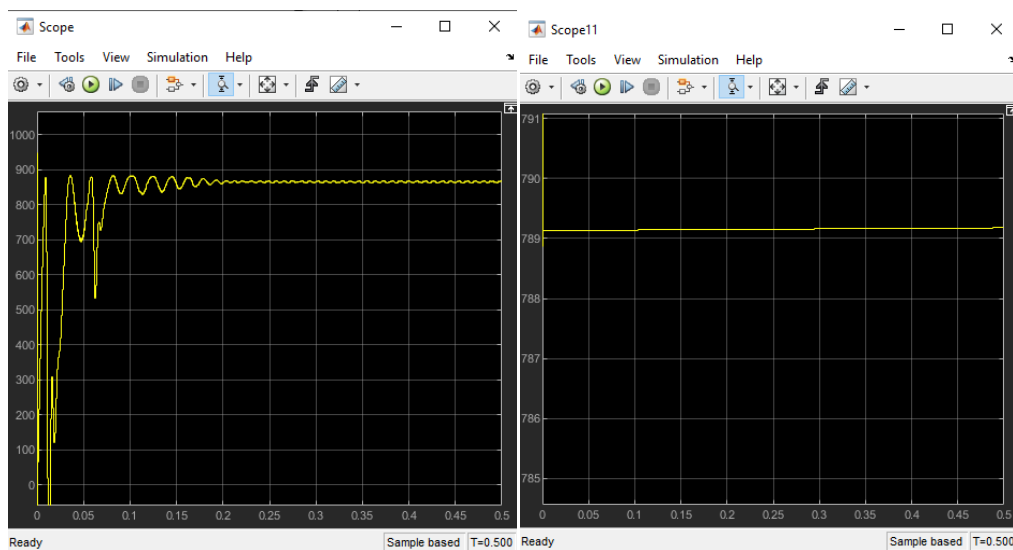 Scope
File Tools View Simulation Help
1000
900
800
700
600
500
400
300
200
100
0
0 0.05 0.1 0.15 0.2 0.25 0.3 0.35 0.4 0.45 0.5
Ready Sample based T=0.500
Scope11
File Tools View Simulation Help
791
790
789
788
787
786
785
0 0.05 0.1 0.15 0.2 0.25 0.3 0.35 0.4 0.45 0.5
Ready Sample based T=0.500